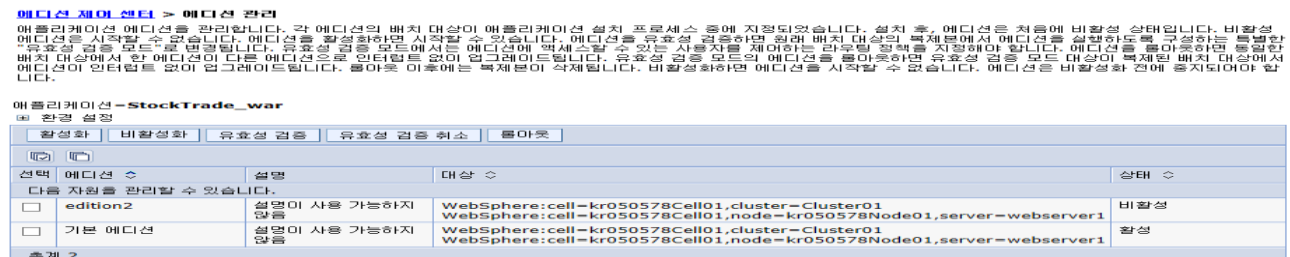 에디션 제어 센터 > 에디션 관리
애플리케이션 에디션을 관리합니다. 각 에디션의 배치 대상이 애플리케이션 설치 프로세스 중에 지정되었습니다. 설치 후, 에디션은 처음에 비활성 상태입니다. 비활성
에디션은 시작할 수 없습니다. 에디션을 활성화하면 시작할 수 있습니다. 에디션을 유효성 검증하면 원래 배치 대상의 복제본에서 에디션을 실행하도록 구성하는 특별한
"유효성 검증 모드"로 변경됩니다. 유효성 검증 모드에서는 에디션에 액세스할 수 있는 사용자를 제어하는 라우팅 정책을 지정해야 합니다. 에디션을 롤아웃하면 동일한
배치 대상에서 한 에디션이 다른 에디션으로 인터럽트 없이 업그레이드됩니다. 유효성 검증 모드의 에디션을 롤아웃하면 유효성 검증 모드 대상이 복제된 배치 대상에서
에디션이 인터럽트 없이 업그레이드됩니다. 롤아웃 이후에는 복제본이 삭제됩니다. 비활성화하면 에디션을 시작할 수 없습니다. 에디션은 비활성화 전에 중지되어야 합
니다.
애플리케이션=StockTrade_war
환경 설정
활성화 비활성화 유효성 검증 유효성 검증 취소 롤아웃
선택 에디션 설명 대상 상태
다음 자원을 관리할 수 있습니다.
edition2 설명이 사용 가능하지 않음 WebSphere:cell=kr050578Cell01,cluster=Cluster01 비활성
WebSphere:cell=kr050578Cell01,node=kr050578Node01,server=webserver1
기본 에디션 설명이 사용 가능하지 않음 WebSphere:cell=kr050578Cell01,cluster=Cluster01 활성
WebSphere:cell=kr050578Cell01,node=kr050578Node01,server=webserver1
총계 2